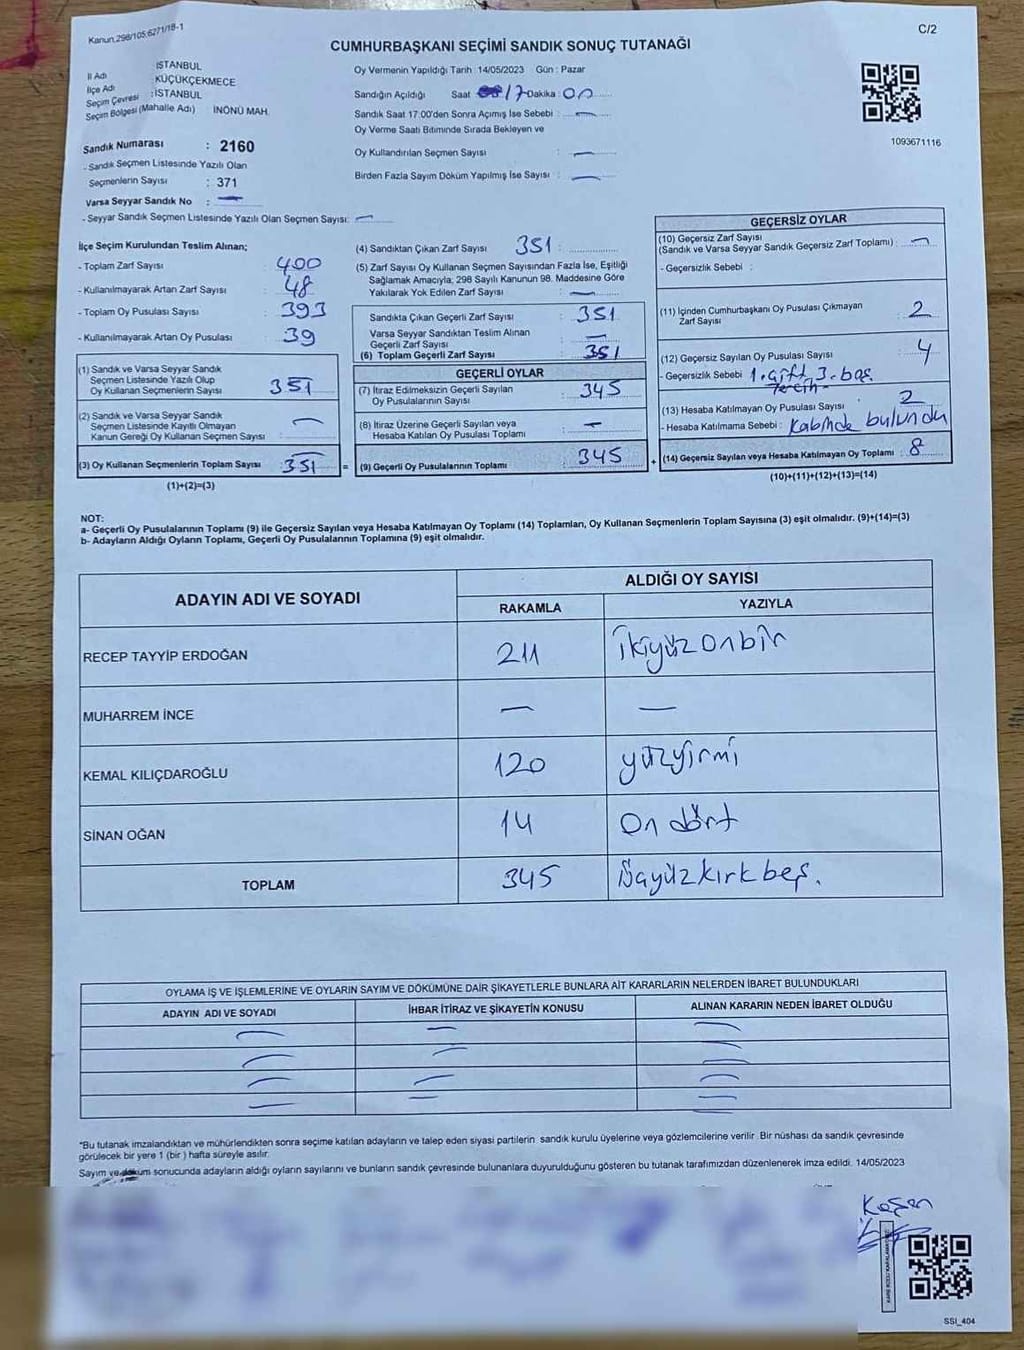 Kanun.298/105;6271/18-1
C/2
CUMHURBAŞKANI SEÇİMİ SANDIK SONUÇ TUTANAĞI
İl Adı : İSTANBUL
İlçe Adı : KÜÇÜKÇEKMECE
Seçim Çevresi : İSTANBUL
Seçim Bölgesi (Mahalle Adı) İNÖNÜ MAH.
Sandık Numarası : 2160
- Sandık Seçmen Listesinde Yazılı Olan
Seçmenlerin Sayısı : 371
Varsa Seyyar Sandık No : —
- Seyyar Sandık Seçmen Listesinde Yazılı Olan Seçmen Sayısı: —
Oy Vermenin Yapıldığı Tarih : 14/05/2023 Gün : Pazar
Sandığın Açıldığı Saat 17 Dakika : 00
Sandık Saat 17:00'den Sonra Açımış İse Sebebi : —
Oy Verme Saati Bitiminde Sırada Bekleyen ve
Oy Kullandırılan Seçmen Sayısı : —
Birden Fazla Sayım Döküm Yapılmış İse Sayısı : —
1093671116
İlçe Seçim Kurulundan Teslim Alınan;
- Toplam Zarf Sayısı : 400
- Kullanılmayarak Artan Zarf Sayısı : 48
- Toplam Oy Pusulası Sayısı : 393
- Kullanılmayarak Artan Oy Pusulası : 39
(1) Sandık ve Varsa Seyyar Sandık
Seçmen Listesinde Yazılı Olup
Oy Kullanan Seçmenlerin Sayısı : 351
(2) Sandık ve Varsa Seyyar Sandık
Seçmen Listesinde Kayıtlı Olmayan
Kanun Gereği Oy Kullanan Seçmen Sayısı : —
(3) Oy Kullanan Seçmenlerin Toplam Sayısı : 351 =
(1)+(2)=(3)
(4) Sandıktan Çıkan Zarf Sayısı : 351
(5) Zarf Sayısı Oy Kullanan Seçmen Sayısından Fazla İse, Eşitliği
Sağlamak Amacıyla, 298 Sayılı Kanunun 98. Maddesine Göre
Yakılarak Yok Edilen Zarf Sayısı : —
Sandıkta Çıkan Geçerli Zarf Sayısı : 351
Varsa Seyyar Sandıktan Teslim Alınan
Geçerli Zarf Sayısı : —
(6) Toplam Geçerli Zarf Sayısı : 351
GEÇERLİ OYLAR
(7) İtiraz Edilmeksizin Geçerli Sayılan
Oy Pusulalarının Sayısı : 345
(8) İtiraz Üzerine Geçerli Sayılan veya
Hesaba Katılan Oy Pusulası Toplamı : —
(9) Geçerli Oy Pusulalarının Toplamı : 345 +
GEÇERSİZ OYLAR
(10) Geçersiz Zarf Sayısı
(Sandık ve Varsa Seyyar Sandık Geçersiz Zarf Toplamı) : —
- Geçersizlik Sebebi :
(11) İçinden Cumhurbaşkanı Oy Pusulası Çıkmayan
Zarf Sayısı : 2
(12) Geçersiz Sayılan Oy Pusulası Sayısı : 4
- Geçersizlik Sebebi 1.çift 3.boş
Tercih
(13) Hesaba Katılmayan Oy Pusulası Sayısı : 2
- Hesaba Katılmama Sebebi : Kabinde bulundu
(14) Geçersiz Sayılan veya Hesaba Katılmayan Oy Toplamı : 8
(10)+(11)+(12)+(13)=(14)
NOT:
a- Geçerli Oy Pusulalarının Toplamı (9) ile Geçersiz Sayılan veya Hesaba Katılmayan Oy Toplamı (14) Toplamları, Oy Kullanan Seçmenlerin Toplam Sayısına (3) eşit olmalıdır. (9)+(14)=(3)
b- Adayların Aldığı Oyların Toplamı, Geçerli Oy Pusulalarının Toplamına (9) eşit olmalıdır.
ADAYIN ADI VE SOYADI
ALDIĞI OY SAYISI
RAKAMLA YAZIYLA
RECEP TAYYİP ERDOĞAN 211 ikiyüzonbir
MUHARREM İNCE — —
KEMAL KILIÇDAROĞLU 120 yüzyirmi
SİNAN OĞAN 14 On dört
TOPLAM 345 üçyüzkırkbeş.
OYLAMA İŞ VE İŞLEMLERİNE VE OYLARIN SAYIM VE DÖKÜMÜNE DAİR ŞİKAYETLERLE BUNLARA AİT KARARLARIN NELERDEN İBARET BULUNDUKLARI
ADAYIN ADI VE SOYADI İHBAR İTİRAZ VE ŞİKAYETİN KONUSU ALINAN KARARIN NEDEN İBARET OLDUĞU
— — —
— — —
— — —
— — —
*Bu tutanak imzalandıktan ve mühürlendikten sonra seçime katılan adayların ve talep eden siyasi partilerin sandık kurulu üyelerine veya gözlemcilerine verilir .Bir nüshası da sandık çevresinde
görülecek bir yere 1 (bir ) hafta süreyle asılır.
Sayım ve döküm sonucunda adayların aldığı oyların sayılarını ve bunların sandık çevresinde bulunanlara duyurulduğunu gösteren bu tutanak tarafımızdan düzenlenerek imza edildi. 14/05/2023
SSI_404